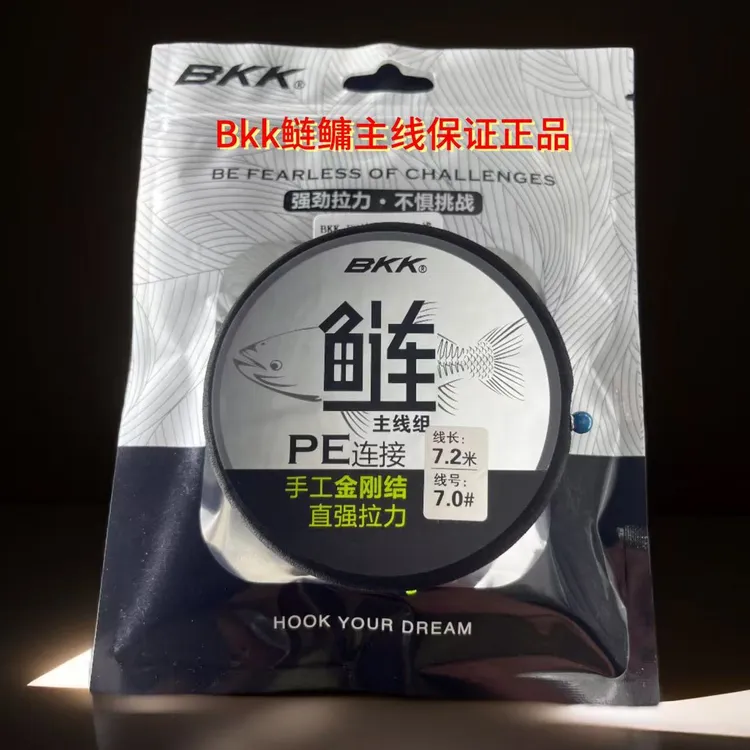 BKK®
Bkk鲢鳙主线保证正品
BE FEARLESS OF CHALLENGES
强劲拉力·不惧挑战
BKK
BKK®
鲢
主线组
PE连接
线长:
7.2米
手工金刚结
线号:
7.0#
直强拉力
HOOK YOUR DREAM